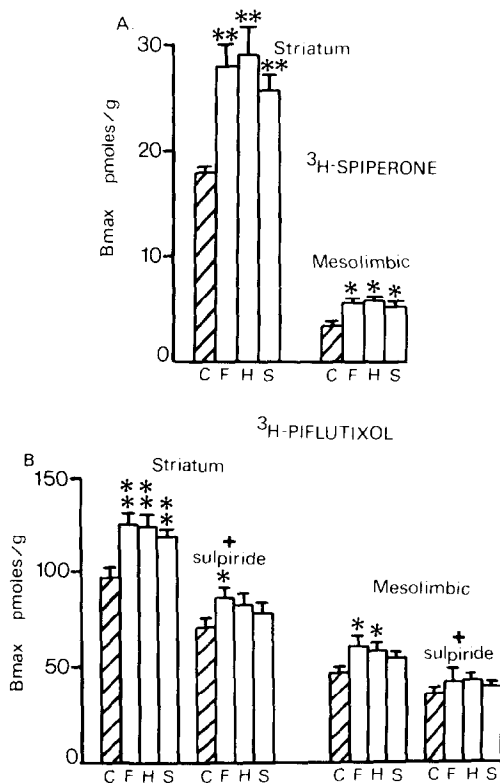 A.
30
20
10
0
Bmax pmoles/g
Striatum
** ** **
³H-SPIPERONE
Mesolimbic
* * *
C F H S
C F H S
³H-PIFLUTIXOL
B
150
100
50
0
Bmax pmoles/g
Striatum
** ** **
+
sulpiride
*
Mesolimbic
* *
+
sulpiride
C F H S
C F H S
C F H S
C F H S